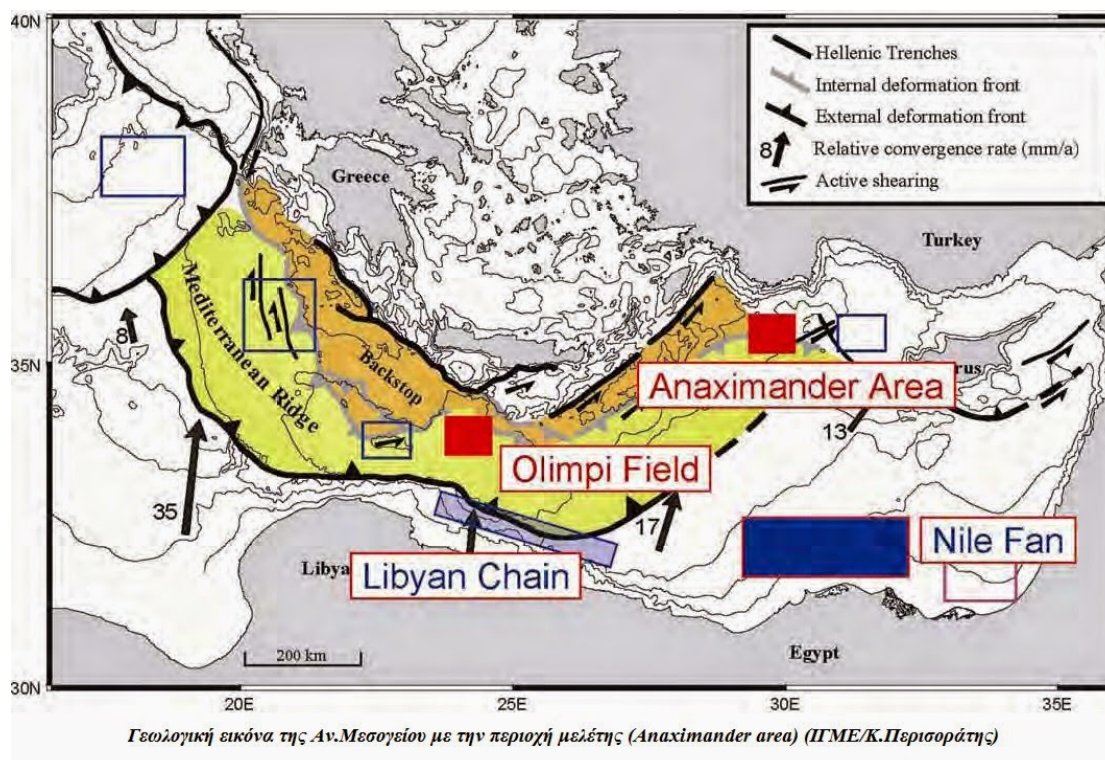 40N
Hellenic Trenches
Internal deformation front
External deformation front
8 Relative convergence rate (mm/a)
Active shearing
Greece
Turkey
Mediterranean Ridge
8
35N
Backstop
Anaximander Area
rus
13
Olimpi Field
35
17
Nile Fan
Libya
Libyan Chain
200 km
Egypt
30N
20E 25E 30E 35E
Γεωλογική εικόνα της Αν.Μεσογείου με την περιοχή μελέτης (Anaximander area) (ΙΓΜΕ/Κ.Περισοράτης)